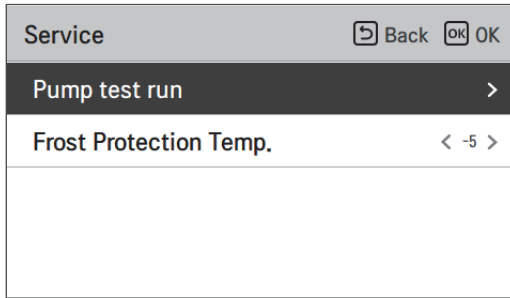 Service Back OK OK
Pump test run >
Frost Protection Temp. < -5 >